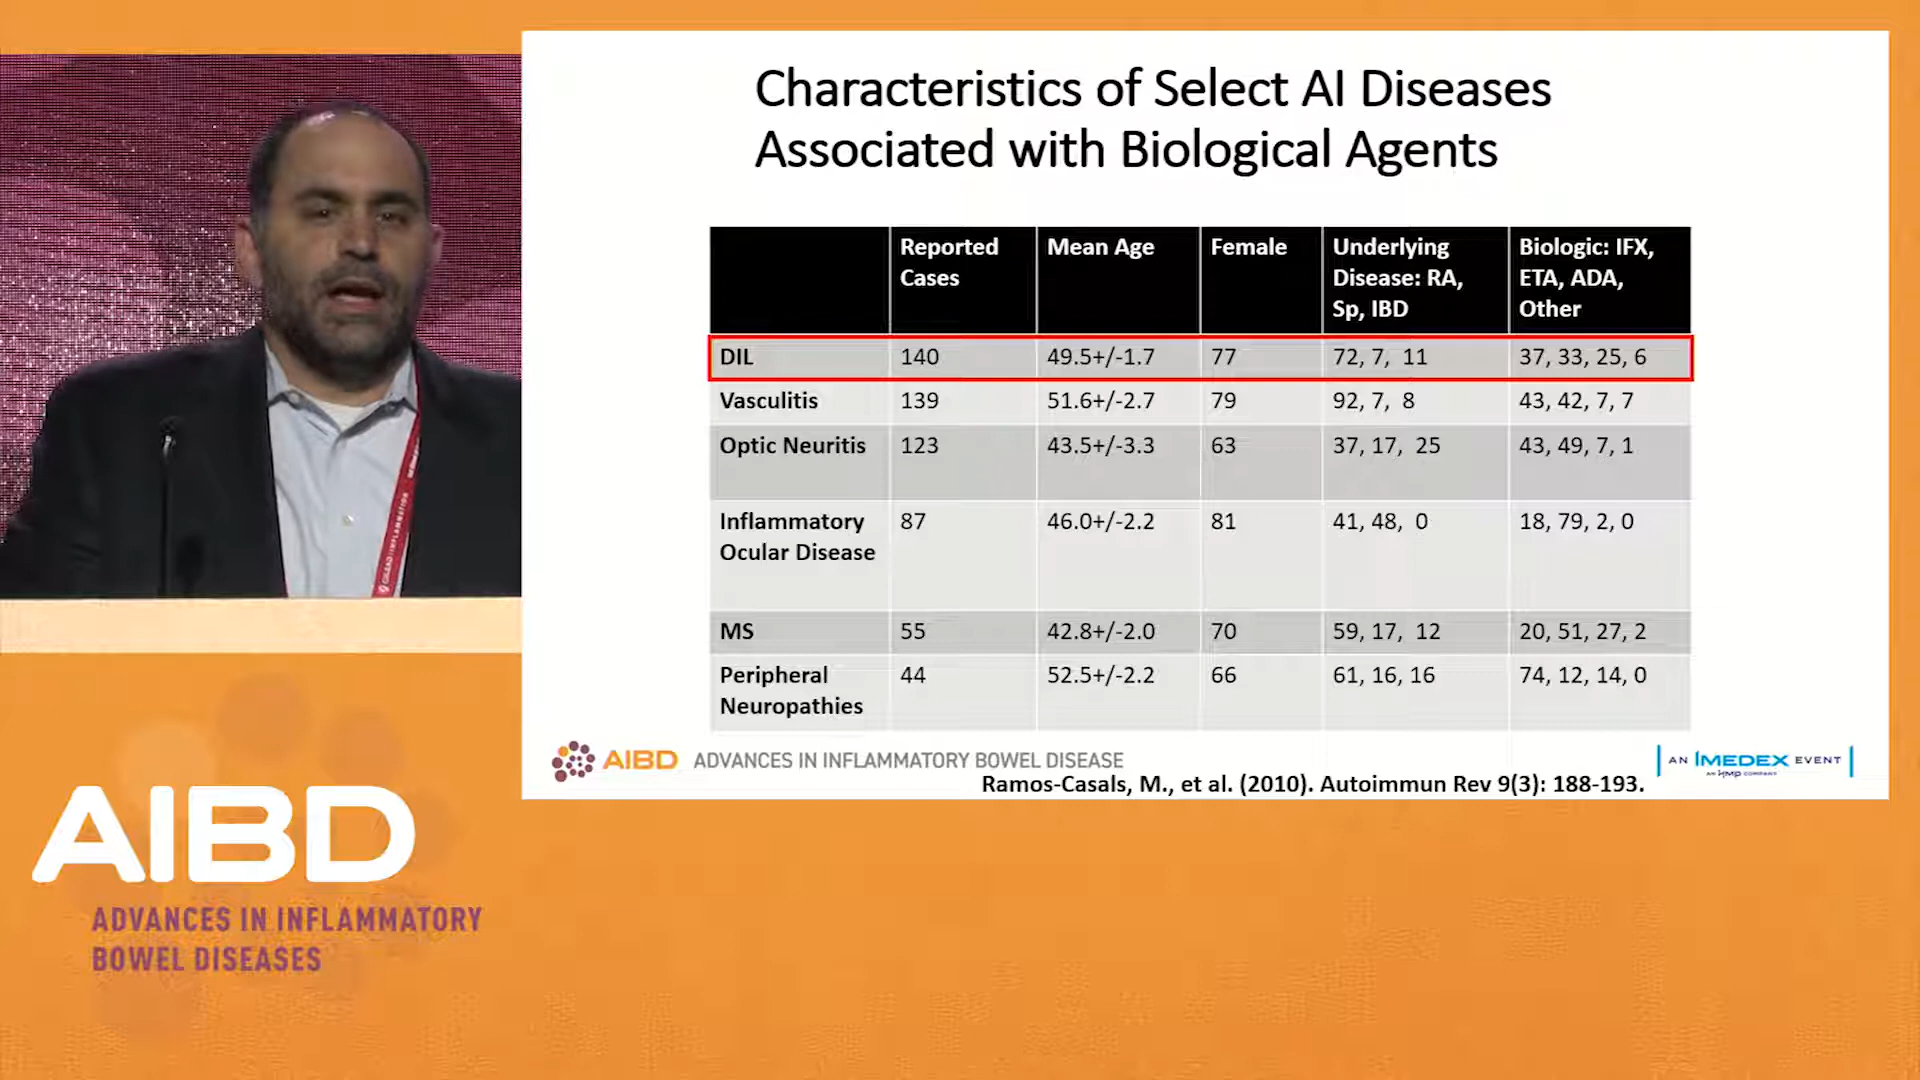 Characteristics of Select AI Diseases
Associated with Biological Agents
Reported Cases | Mean Age | Female | Underlying Disease: RA, Sp, IBD | Biologic: IFX, ETA, ADA, Other
DIL 140 49.5+/-1.7 77 72, 7, 11 37, 33, 25, 6
Vasculitis 139 51.6+/-2.7 79 92, 7, 8 43, 42, 7, 7
Optic Neuritis 123 43.5+/-3.3 63 37, 17, 25 43, 49, 7, 1
Inflammatory Ocular Disease 87 46.0+/-2.2 81 41, 48, 0 18, 79, 2, 0
MS 55 42.8+/-2.0 70 59, 17, 12 20, 51, 27, 2
Peripheral Neuropathies 44 52.5+/-2.2 66 61, 16, 16 74, 12, 14, 0
AIBD ADVANCES IN INFLAMMATORY BOWEL DISEASE
AN IMEDEX EVENT
AN HMP COMPANY
Ramos-Casals, M., et al. (2010). Autoimmun Rev 9(3): 188-193.
GILEAD INFLAMMATION
AIBD
ADVANCES IN INFLAMMATORY
BOWEL DISEASES